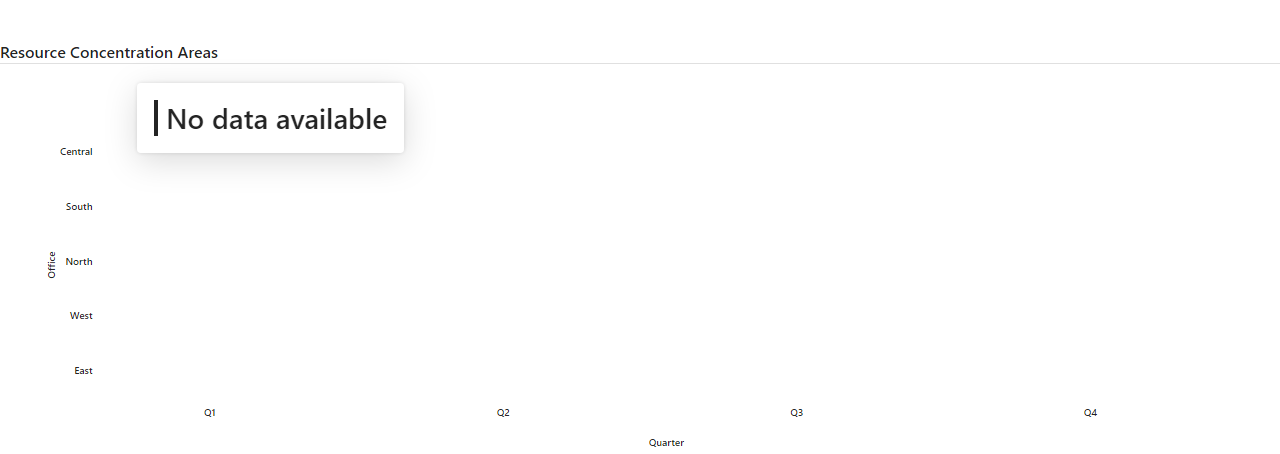 Resource Concentration Areas
No data available
Central
South
North
West
East
Office
Q1 Q2 Q3 Q4
Quarter